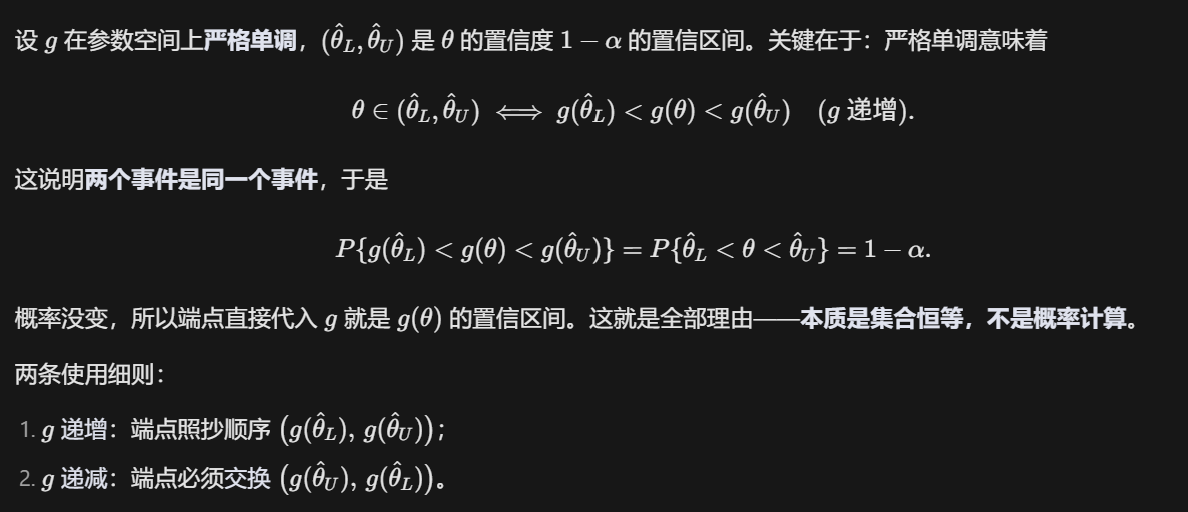 设 g 在参数空间上严格单调，(θ̂_L, θ̂_U) 是 θ 的置信度 1 − α 的置信区间。关键在于：严格单调意味着
θ ∈ (θ̂_L, θ̂_U) ⟺ g(θ̂_L) < g(θ) < g(θ̂_U) (g 递增).
这说明两个事件是同一个事件，于是
P{g(θ̂_L) < g(θ) < g(θ̂_U)} = P{θ̂_L < θ < θ̂_U} = 1 − α.
概率没变，所以端点直接代入 g 就是 g(θ) 的置信区间。这就是全部理由——本质是集合恒等，不是概率计算。
两条使用细则：
1. g 递增：端点照抄顺序 (g(θ̂_L), g(θ̂_U))；
2. g 递减：端点必须交换 (g(θ̂_U), g(θ̂_L))。